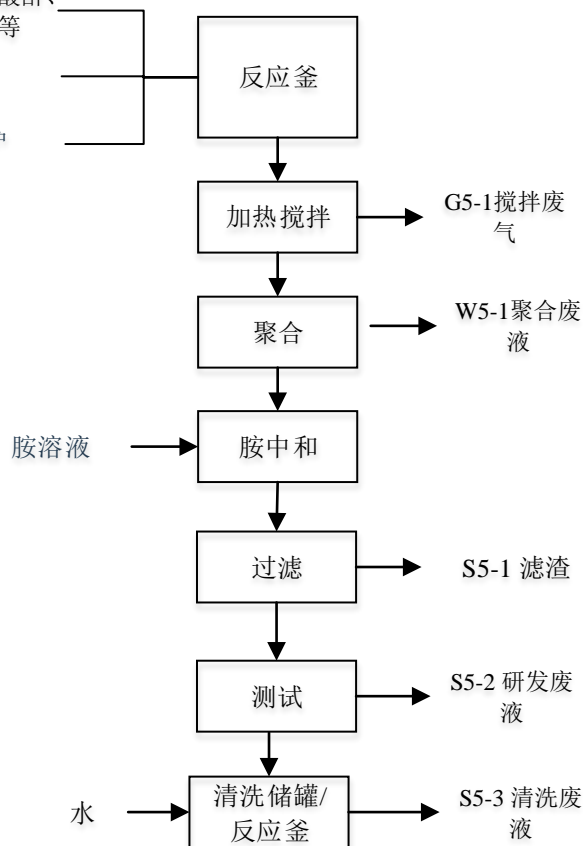 等
反应釜
加热搅拌
G5-1搅拌废
气
聚合
W5-1聚合废
液
胺溶液
胺中和
过滤
S5-1 滤渣
测试
S5-2 研发废
液
水
清洗储罐/
反应釜
S5-3 清洗废
液